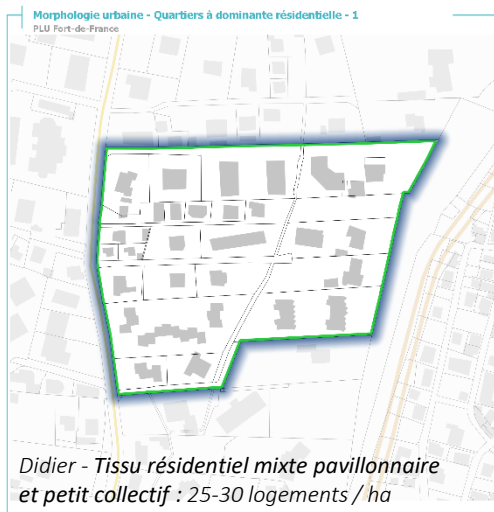 Morphologie urbaine - Quartiers à dominante résidentielle - 1
PLU Fort-de-France
Didier - Tissu résidentiel mixte pavillonnaire
et petit collectif : 25-30 logements / ha